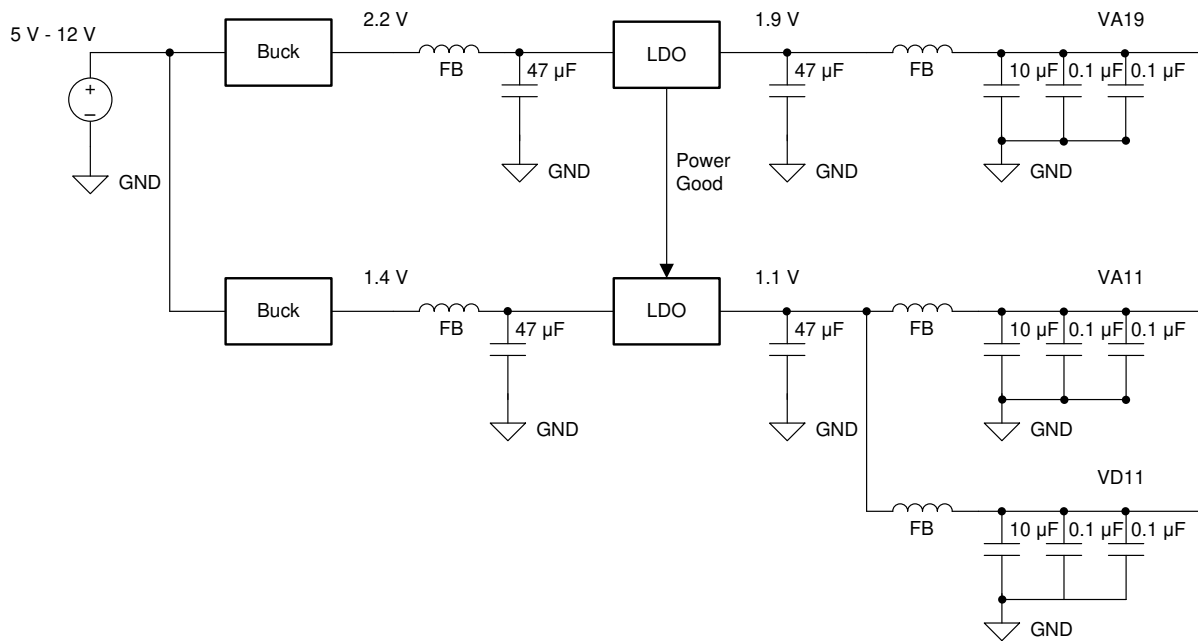 5 V - 12 V
2.2 V
1.9 V
VA19
Buck
FB
47 µF
LDO
47 µF
FB
10 µF
0.1 µF
0.1 µF
+
–
GND
GND
Power
Good
GND
GND
1.4 V
1.1 V
VA11
Buck
FB
47 µF
LDO
47 µF
FB
10 µF
0.1 µF
0.1 µF
GND
GND
GND
VD11
FB
10 µF
0.1 µF
0.1 µF
GND